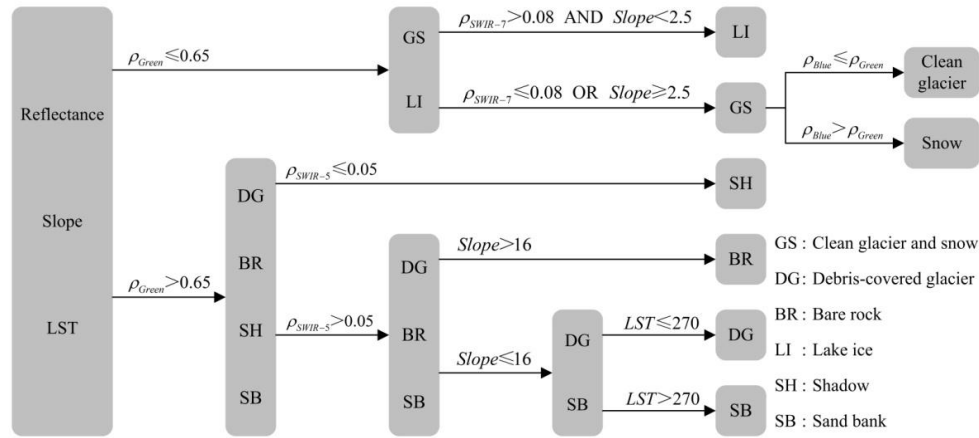 Reflectance
Slope
LST
ρGreen≤0.65
ρGreen>0.65
GS
LI
ρSWIR-7>0.08 AND Slope<2.5
ρSWIR-7≤0.08 OR Slope≥2.5
LI
GS
ρBlue≤ρGreen
ρBlue>ρGreen
Clean
glacier
Snow
DG
BR
SH
SB
ρSWIR-5≤0.05
ρSWIR-5>0.05
SH
DG
BR
SB
Slope>16
Slope≤16
BR
DG
SB
LST≤270
LST>270
DG
SB
GS : Clean glacier and snow
DG : Debris-covered glacier
BR : Bare rock
LI : Lake ice
SH : Shadow
SB : Sand bank